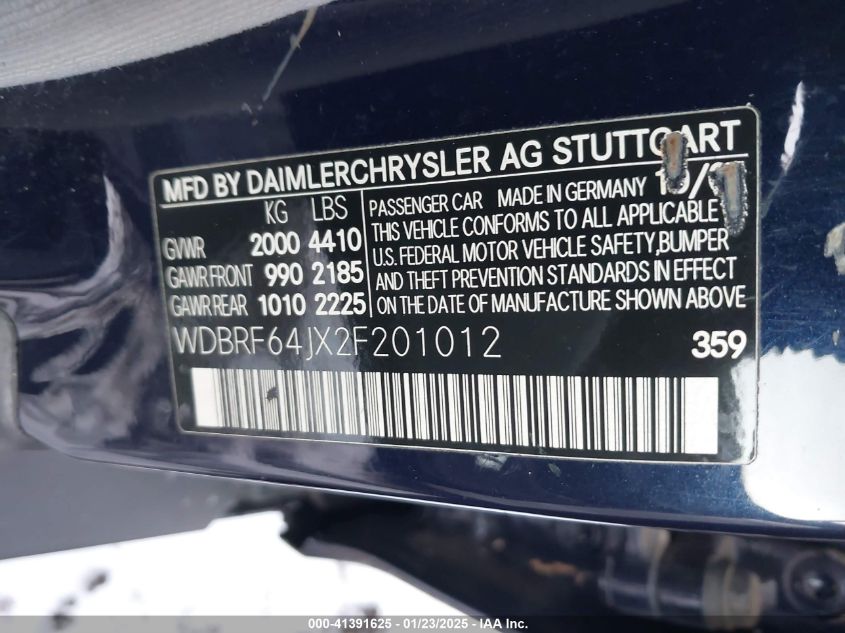 MFD BY DAIMLERCHRYSLER AG STUTTGART
KG LBS
GVWR 2000 4410
GAWR FRONT 990 2185
GAWR REAR 1010 2225
PASSENGER CAR MADE IN GERMANY
THIS VEHICLE CONFORMS TO ALL APPLICABLE
U.S. FEDERAL MOTOR VEHICLE SAFETY,BUMPER
AND THEFT PREVENTION STANDARDS IN EFFECT
ON THE DATE OF MANUFACTURE SHOWN ABOVE
WDBRF64JX2F201012
359
000-41391625 - 01/23/2025 - IAAI.COM